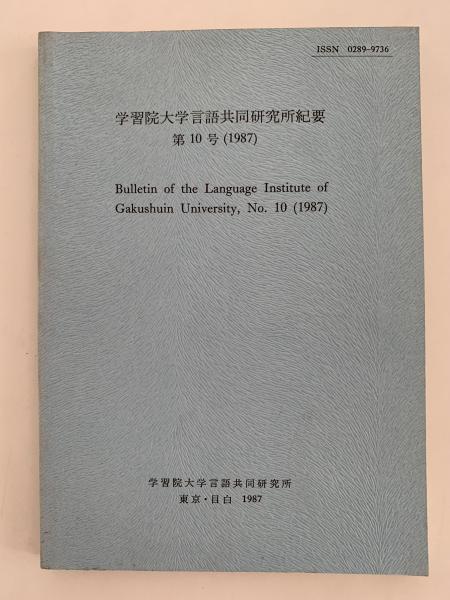 ISSN 0289-9736
学習院大学言語共同研究所紀要
第10号(1987)
Bulletin of the Language Institute of
Gakushuin University, No. 10 (1987)
学習院大学言語共同研究所
東京・目白 1987